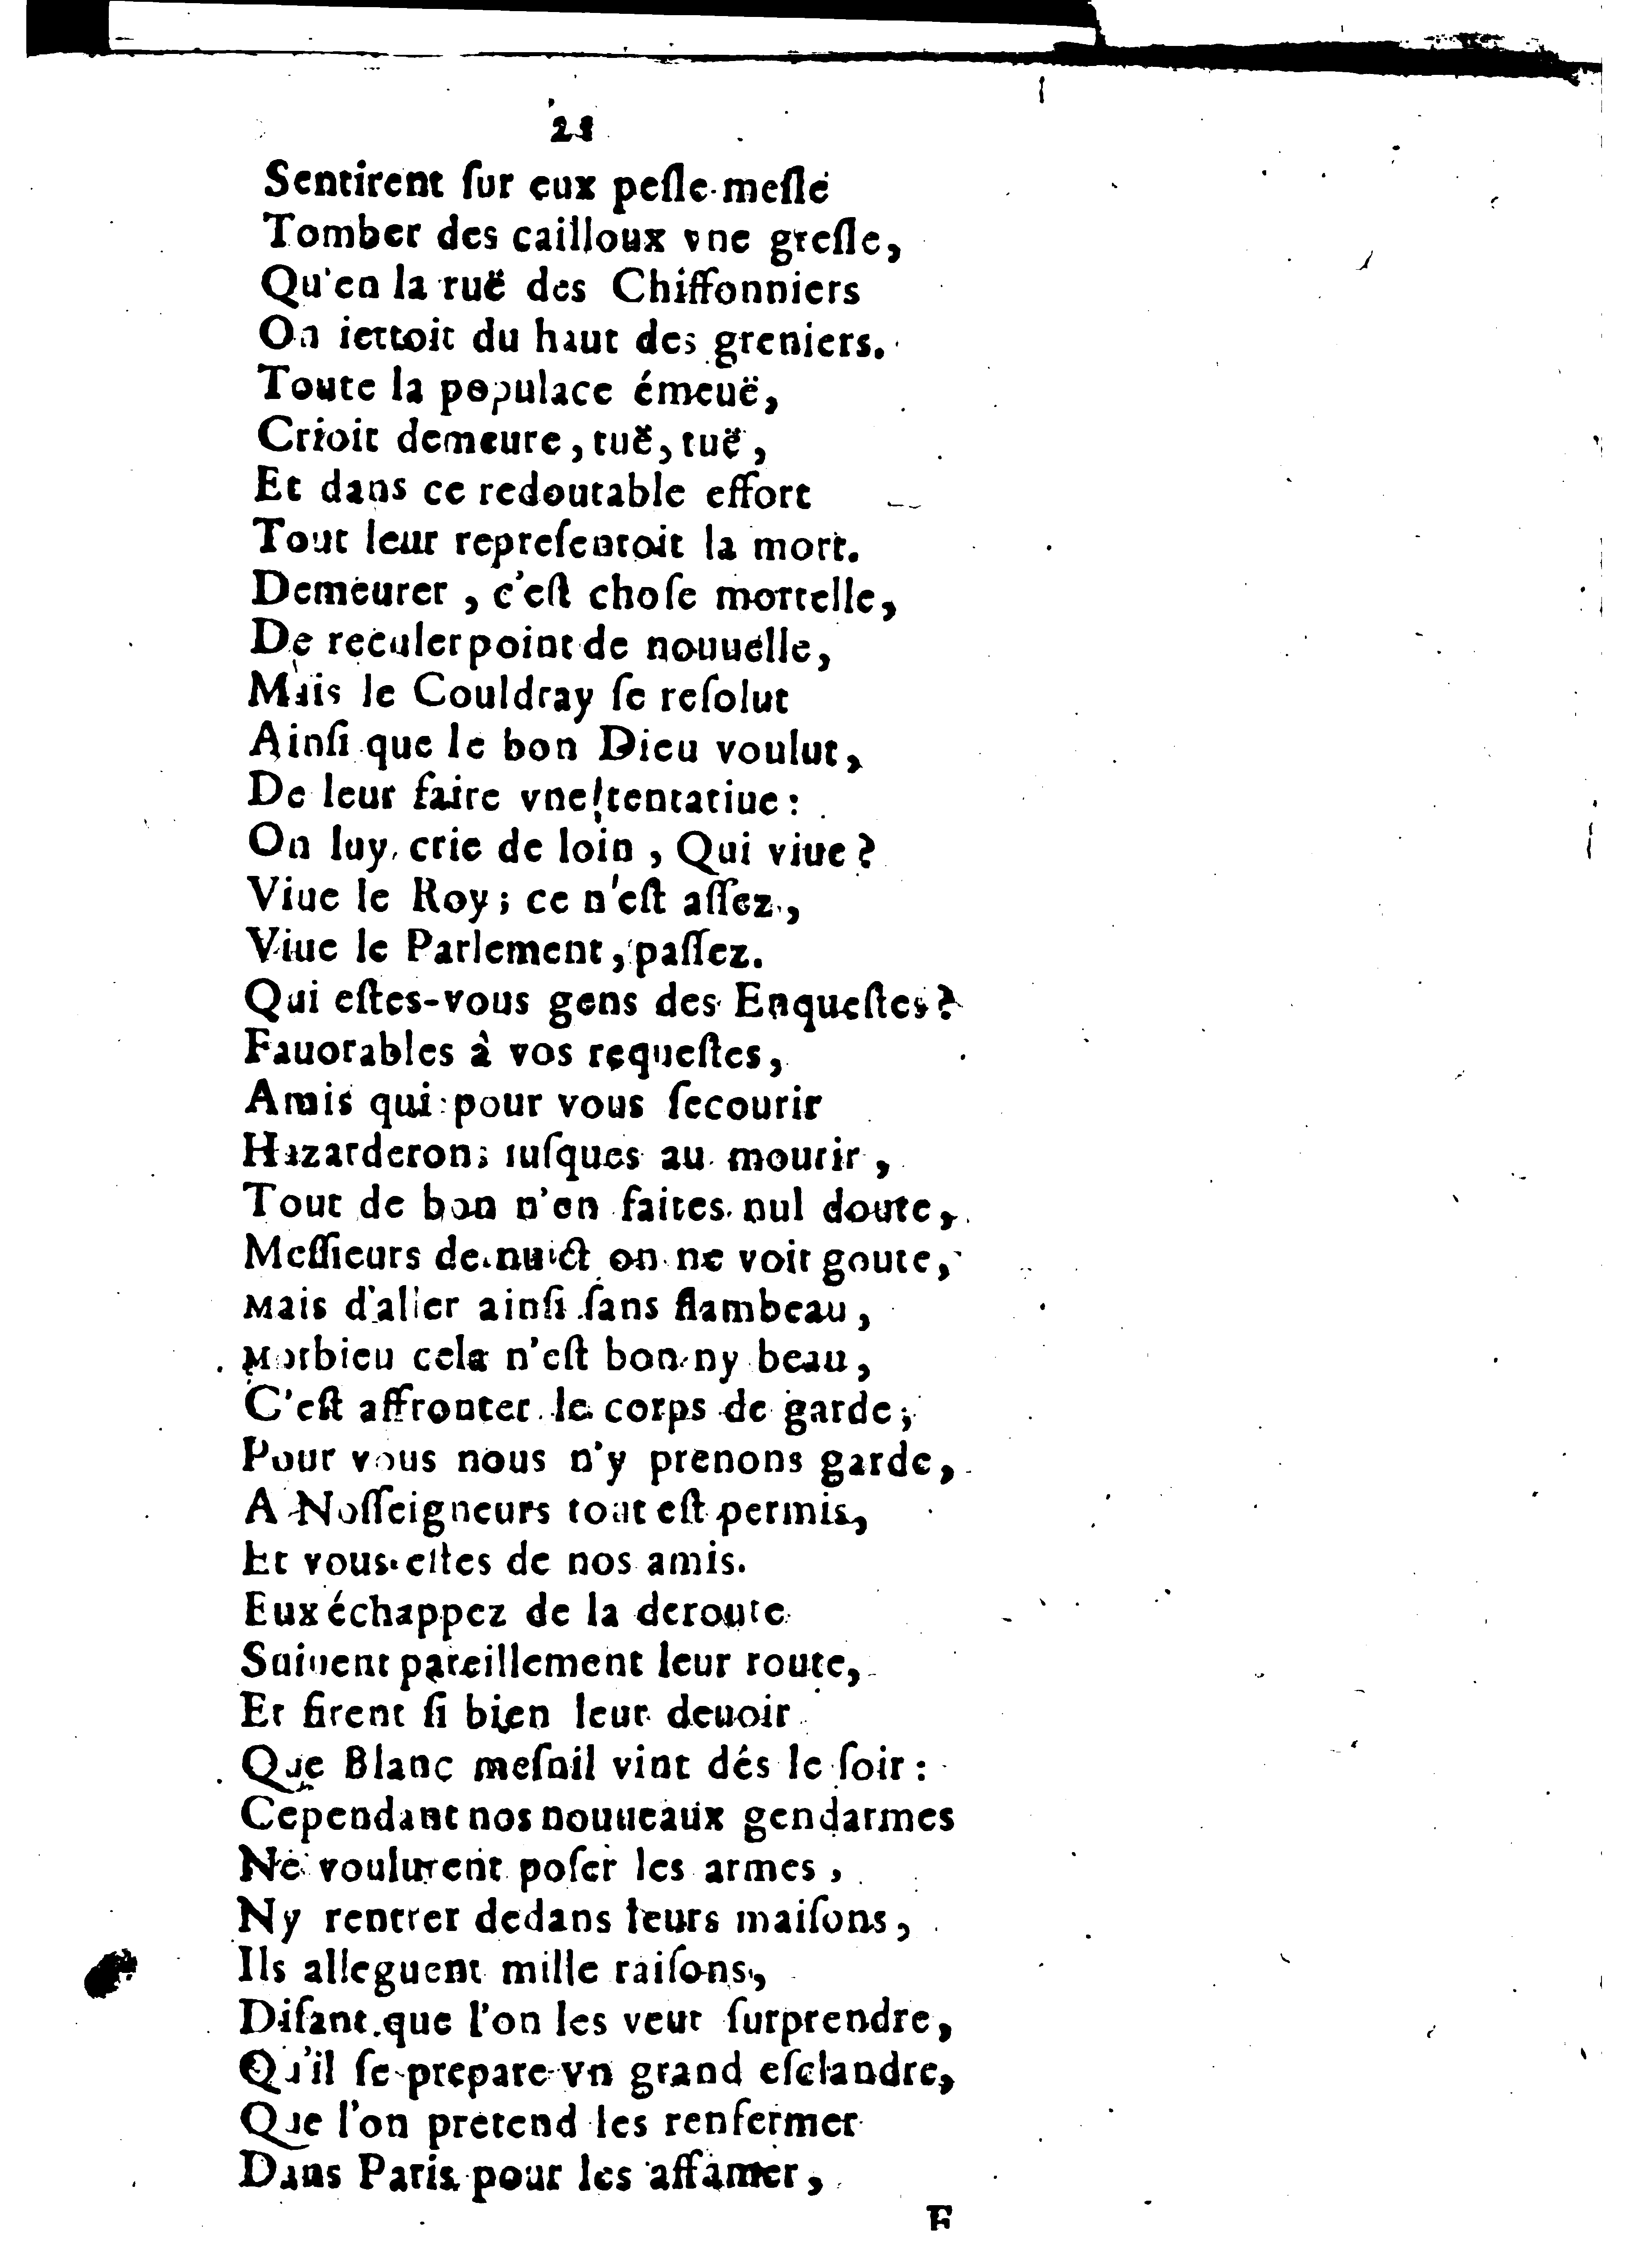 21
Sentirent ſur eux peſle-meſle
Tomber des cailloux vne greſle,
Qu'en la ruë des Chiffonniers
On iettoit du haut des greniers.
Toute la populace émeuë,
Crioit demeure, tuë, tuë,
Et dans ce redoutable effort
Tout leur repreſentoit la mort.
Demeurer, c'eſt choſe mortelle,
De reculer point de nouuelle,
Mais le Couldray ſe reſolut
Ainſi que le bon Dieu voulut,
De leur faire vne tentatiue:
On luy crie de loin, Qui viue?
Viue le Roy; ce n'eſt aſſez,
Viue le Parlement, paſſez.
Qui eſtes-vous gens des Enqueſtes?
Fauorables à vos requeſtes,
Amis qui pour vous ſecourir
Hazarderons iuſques au mourir,
Tout de bon n'en faites nul doute,
Meſſieurs de nuict on ne voit goute,
Mais d'aller ainſi ſans flambeau,
Morbieu cela n'eſt bon ny beau,
C'eſt affronter le corps de garde;
Pour vous nous n'y prenons garde,
A Noſſeigneurs tout eſt permis,
Et vous eſtes de nos amis.
Eux échappez de la deroute
Suiuent pareillement leur route,
Et firent ſi bien leur deuoir
Que Blanc meſnil vint dés le ſoir:
Cependant nos nouueaux gendarmes
Ne voulurent poſer les armes,
Ny rentrer dedans leurs maiſons,
Ils alleguent mille raiſons,
Diſant que l'on les veut ſurprendre,
Qu'il ſe prepare vn grand eſclandre,
Que l'on pretend les renfermer
Dans Paris pour les affamer,
F